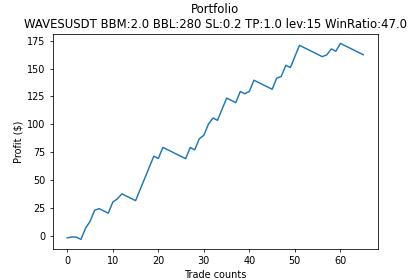 Portfolio
WAVESUSDT BBM:2.0 BBL:280 SL:0.2 TP:1.0 lev:15 WinRatio:47.0
175
150
125
100
75
50
25
0
Profit ($)
0 10 20 30 40 50 60
Trade counts